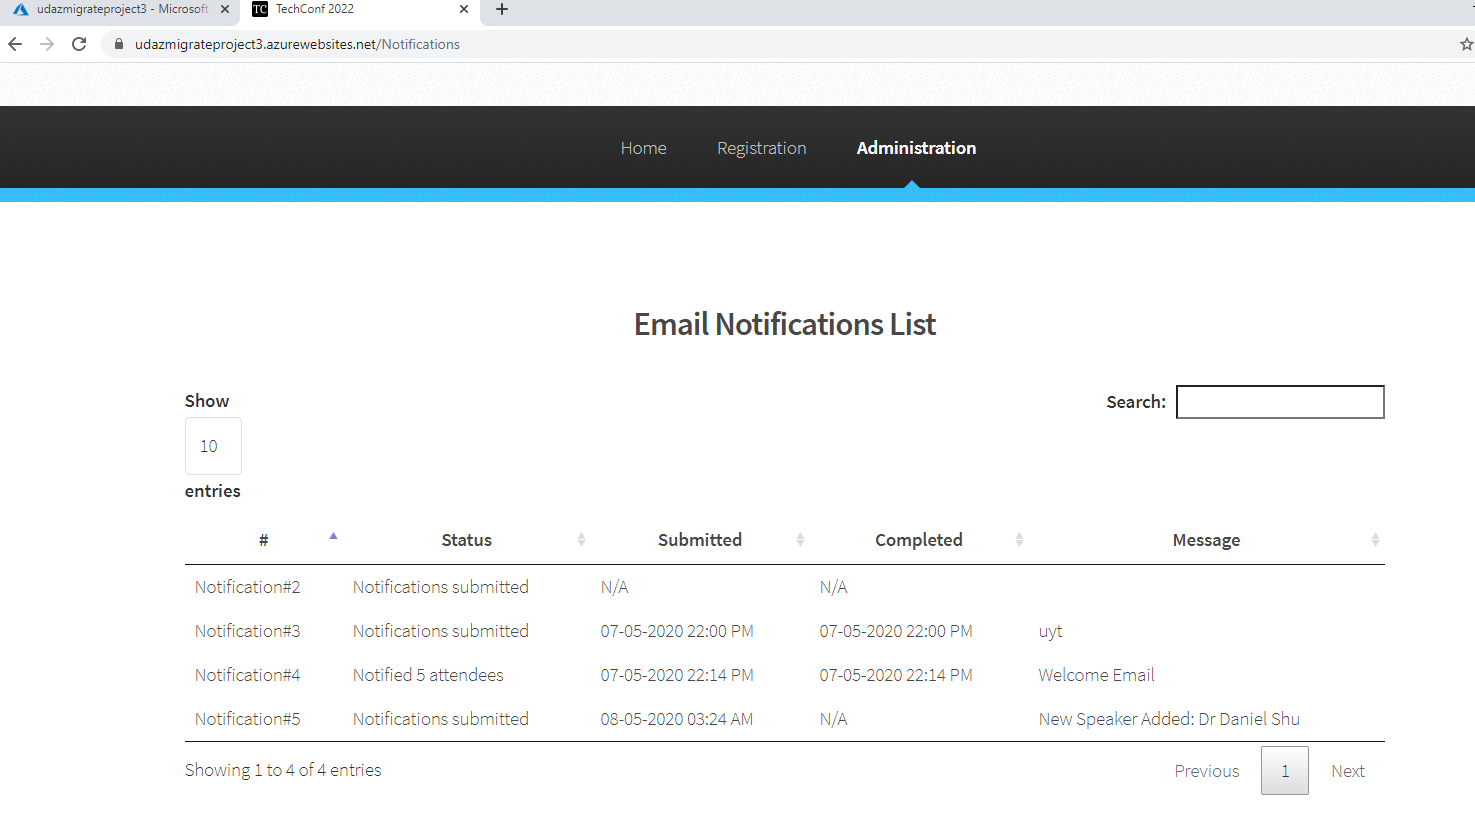 udazmigrateproject3 - Microsoft
TC TechConf 2022
udazmigrateproject3.azurewebsites.net/Notifications
Home Registration Administration
Email Notifications List
Show
10
entries
Search:
# Status Submitted Completed Message
Notification#2 Notifications submitted N/A N/A
Notification#3 Notifications submitted 07-05-2020 22:00 PM 07-05-2020 22:00 PM uyt
Notification#4 Notified 5 attendees 07-05-2020 22:14 PM 07-05-2020 22:14 PM Welcome Email
Notification#5 Notifications submitted 08-05-2020 03:24 AM N/A New Speaker Added: Dr Daniel Shu
Showing 1 to 4 of 4 entries
Previous 1 Next